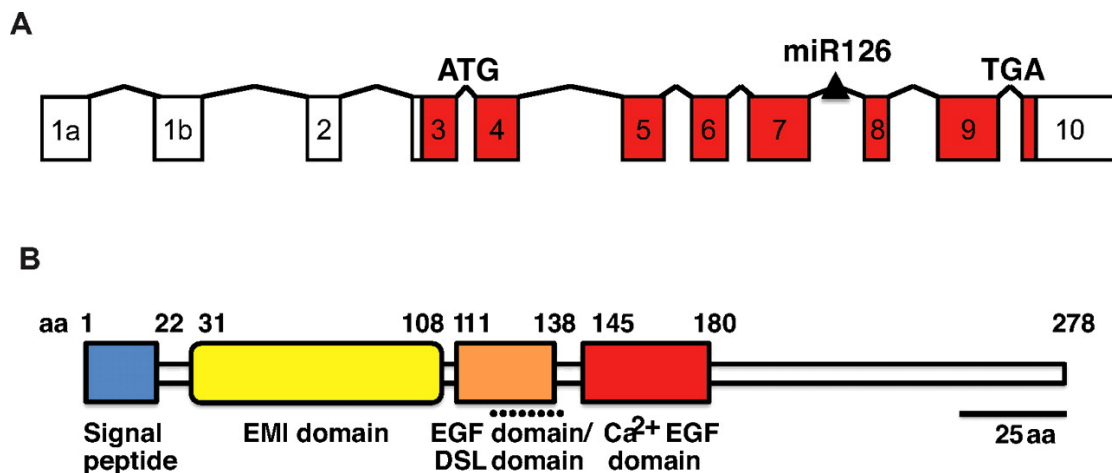 A
ATG
miR126
TGA
1a 1b 2 3 4 5 6 7 8 9 10
B
aa 1 22 31 108 111 138 145 180 278
Signal peptide
EMI domain
EGF domain/
DSL domain
Ca2+ EGF
domain
25 aa